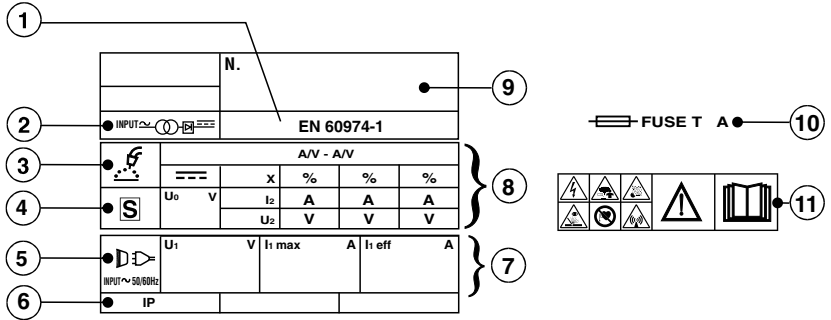 1
N.
9
2
INPUT
EN 60974-1
FUSE T A
10
3
A/V - A/V
X % % %
8
4
S
U0 V
I2 A A A
U2 V V V
11
5
U1 V I1 max A I1 eff A
7
INPUT ~ 50/60Hz
6
IP